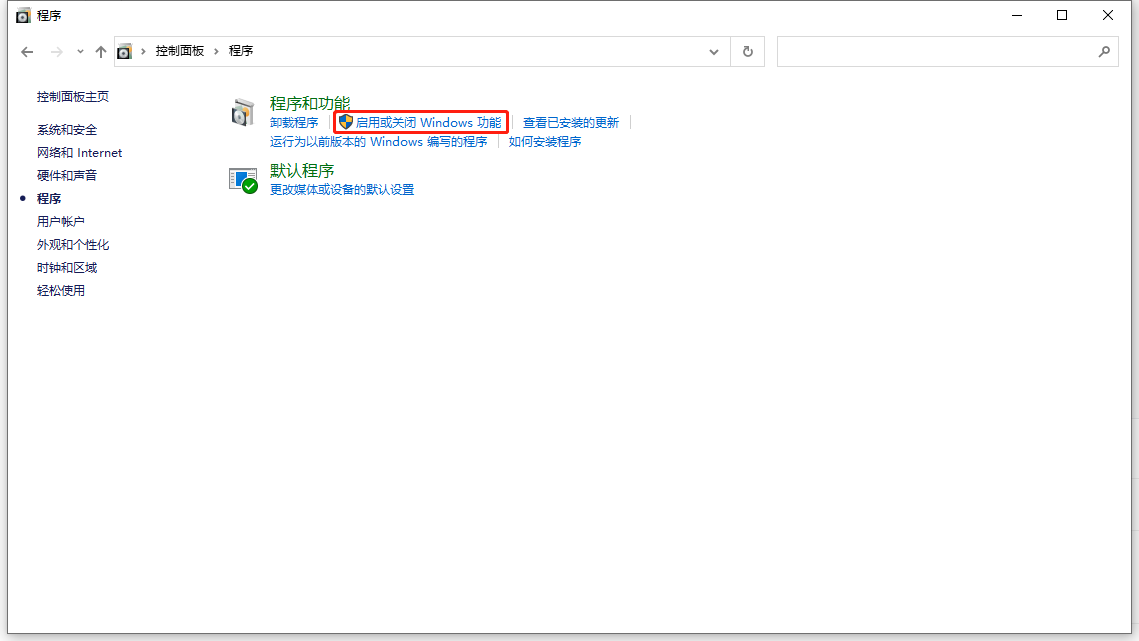 程序
控制面板 程序
控制面板主页
系统和安全
网络和 Internet
硬件和声音
程序
用户帐户
外观和个性化
时钟和区域
轻松使用
程序和功能
卸载程序 启用或关闭 Windows 功能 查看已安装的更新
运行为以前版本的 Windows 编写的程序 如何安装程序
默认程序
更改媒体或设备的默认设置